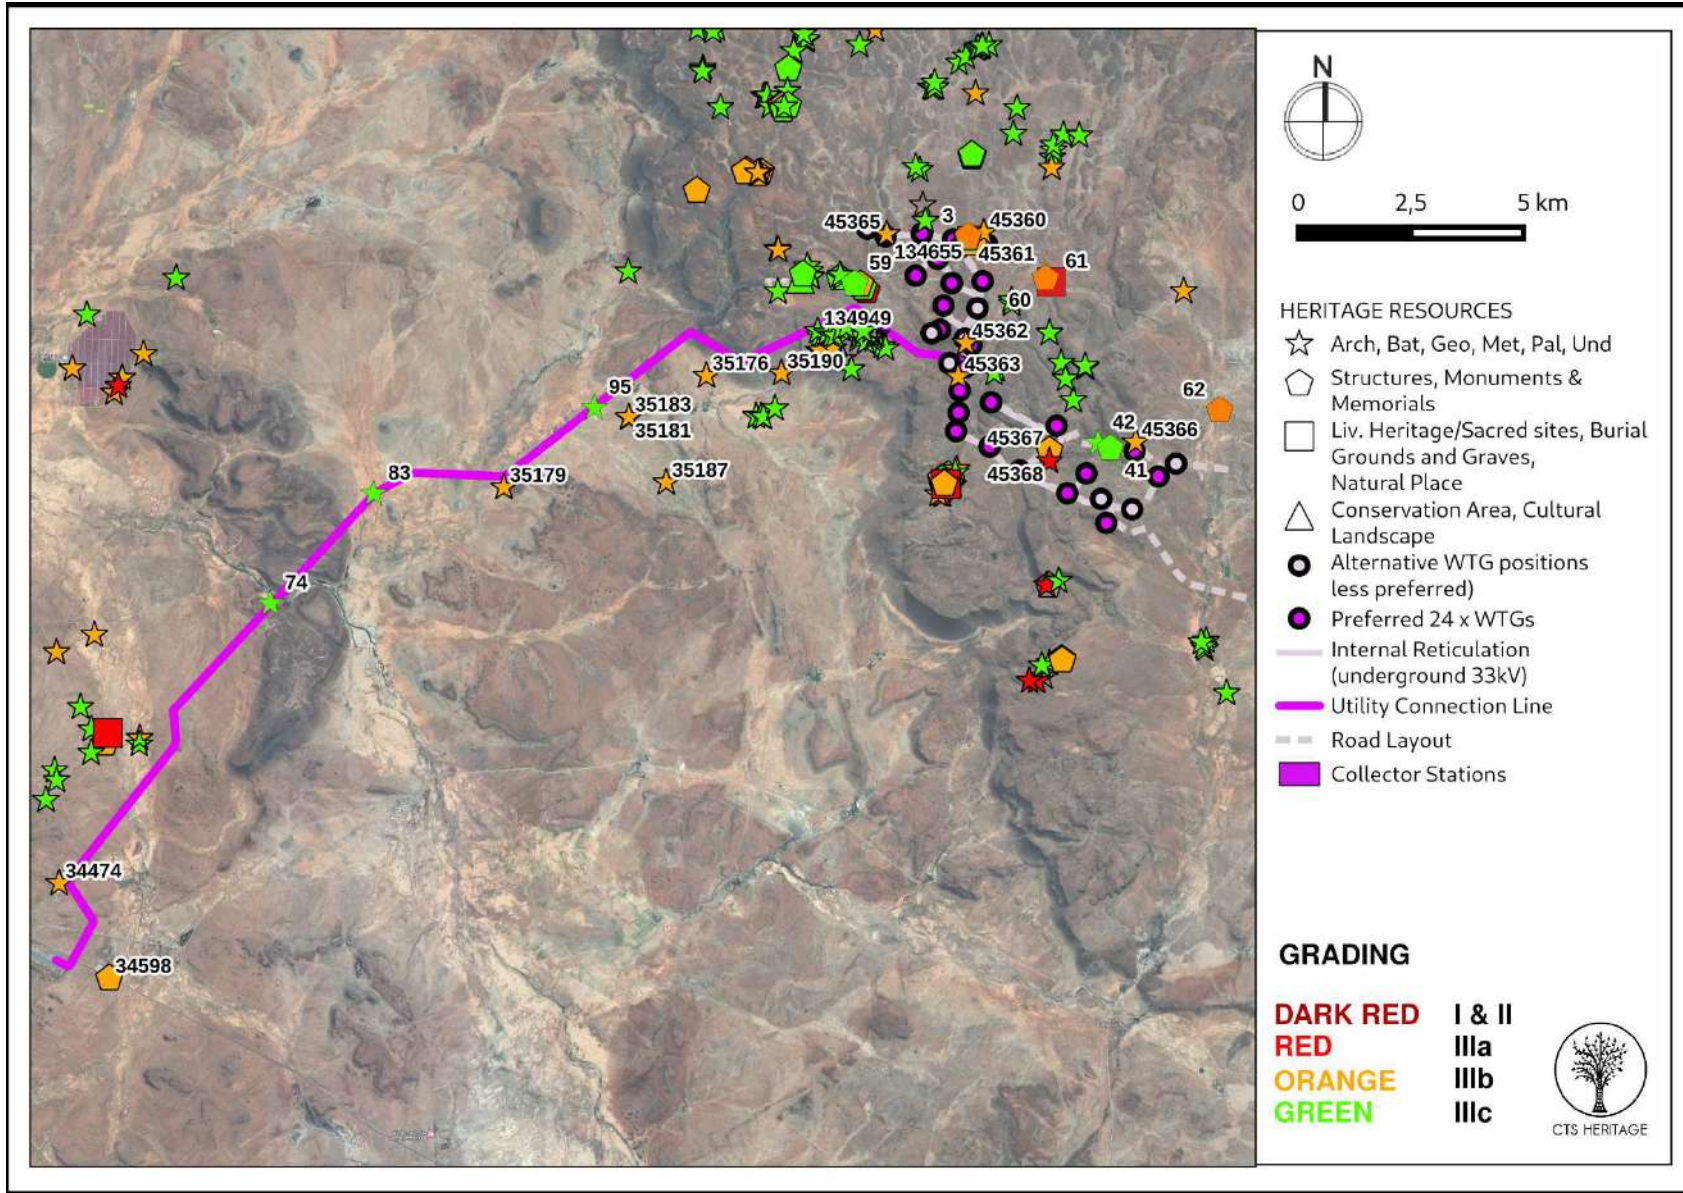 45365
3
45360
59
134655
45361
61
60
134949
45362
35176
35190
45363
95
62
35183
35181
42
45366
45367
83
35179
35187
45368
41
74
34474
34598
N
0 2,5 5 km
HERITAGE RESOURCES
Arch, Bat, Geo, Met, Pal, Und
Structures, Monuments &
Memorials
Liv. Heritage/Sacred sites, Burial
Grounds and Graves,
Natural Place
Conservation Area, Cultural
Landscape
Alternative WTG positions
less preferred)
Preferred 24 x WTGs
Internal Reticulation
(underground 33kV)
Utility Connection Line
Road Layout
Collector Stations
GRADING
DARK RED I & II
RED IIIa
ORANGE IIIb
GREEN IIIc
CTS HERITAGE